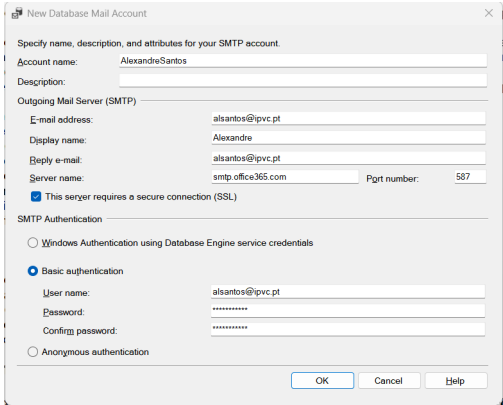 New Database Mail Account
Specify name, description, and attributes for your SMTP account.
Account name: AlexandreSantos
Description:
Outgoing Mail Server (SMTP)
E-mail address: alsantos@ipvc.pt
Display name: Alexandre
Reply e-mail: alsantos@ipvc.pt
Server name: smtp.office365.com Port number: 587
This server requires a secure connection (SSL)
SMTP Authentication
Windows Authentication using Database Engine service credentials
Basic authentication
User name: alsantos@ipvc.pt
Password: ***********
Confirm password: ***********
Anonymous authentication
OK Cancel Help